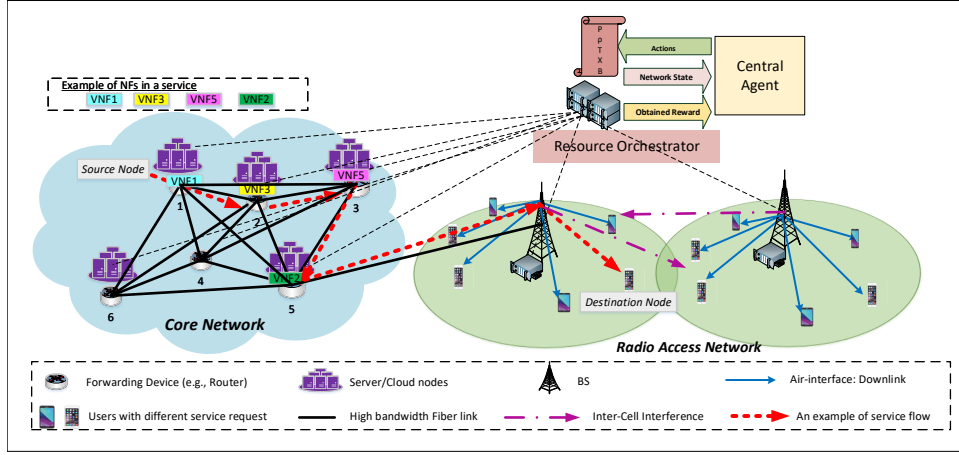 P
ρ
T
X
B
Actions
Network State
Obtained Reward
Central
Agent
Resource Orchestrator
Example of NFs in a service
VNF1 VNF3 VNF5 VNF2
Source Node
VNF1
1
VNF3
2
VNF5
3
4
VNF2
5
6
Core Network
Destination Node
Radio Access Network
Forwarding Device (e.g., Router) Server/Cloud nodes BS Air-interface: Downlink
Users with different service request High bandwidth Fiber link Inter-Cell Interference An example of service flow